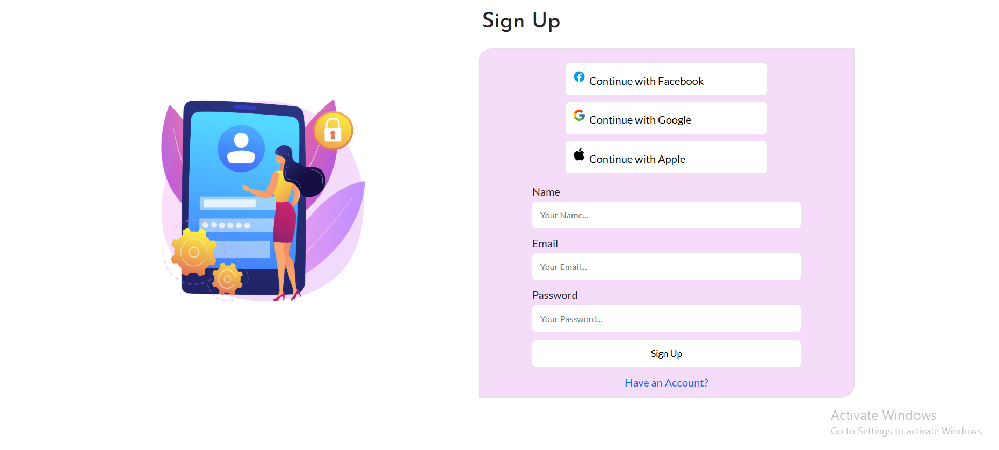 Sign Up
Continue with Facebook
Continue with Google
Continue with Apple
Name
Your Name...
Email
Your Email...
Password
Your Password...
Sign Up
Have an Account?
Activate Windows
Go to Settings to activate Windows.